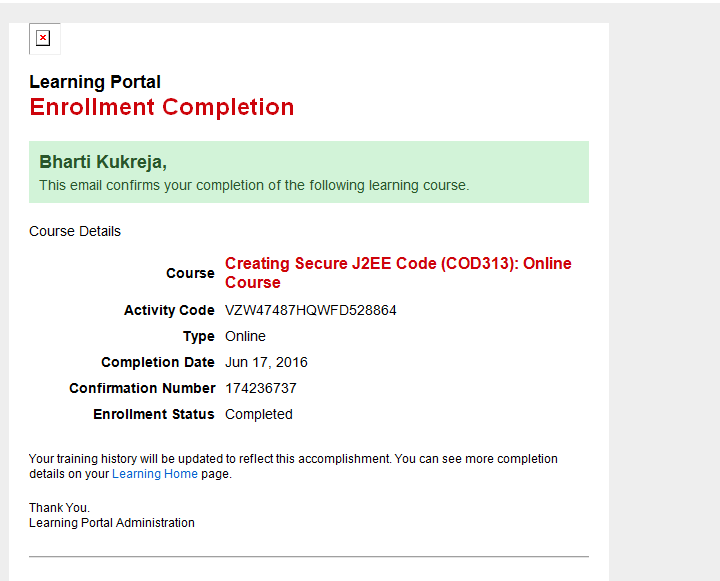 Learning Portal
Enrollment Completion
Bharti Kukreja,
This email confirms your completion of the following learning course.
Course Details
Course Creating Secure J2EE Code (COD313): Online
Course
Activity Code VZW47487HQWFD528864
Type Online
Completion Date Jun 17, 2016
Confirmation Number 174236737
Enrollment Status Completed
Your training history will be updated to reflect this accomplishment. You can see more completion
details on your Learning Home page.
Thank You.
Learning Portal Administration